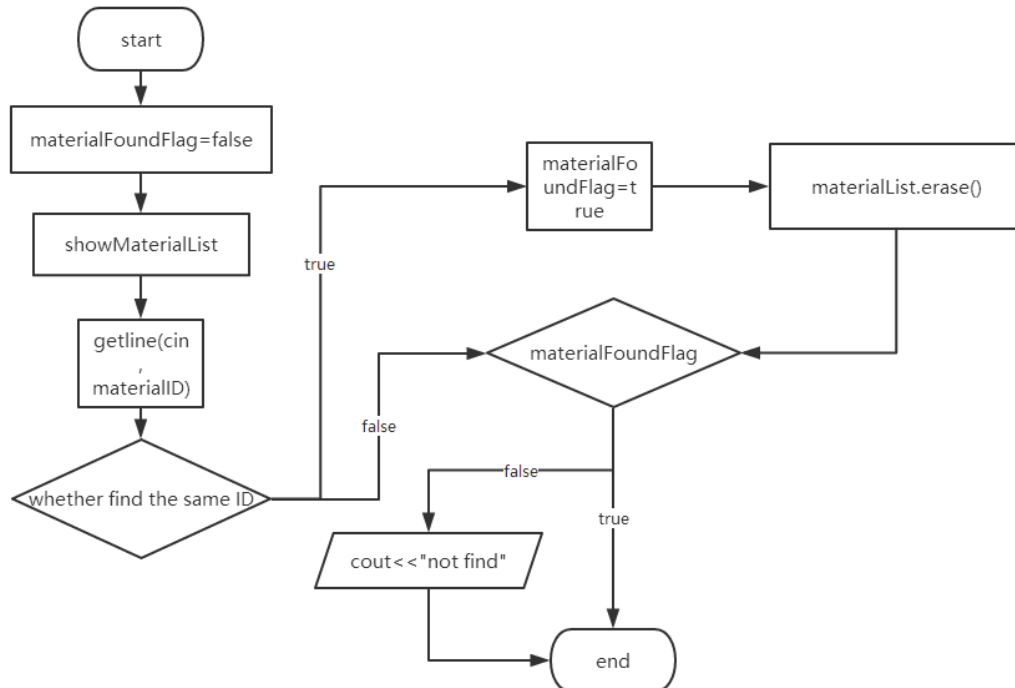 start
materialFoundFlag=false
showMaterialList
getline(cin
,
materialID)
whether find the same ID
true
false
materialFo
undFlag=t
rue
materialList.erase()
materialFoundFlag
false
true
cout<<"not find"
end